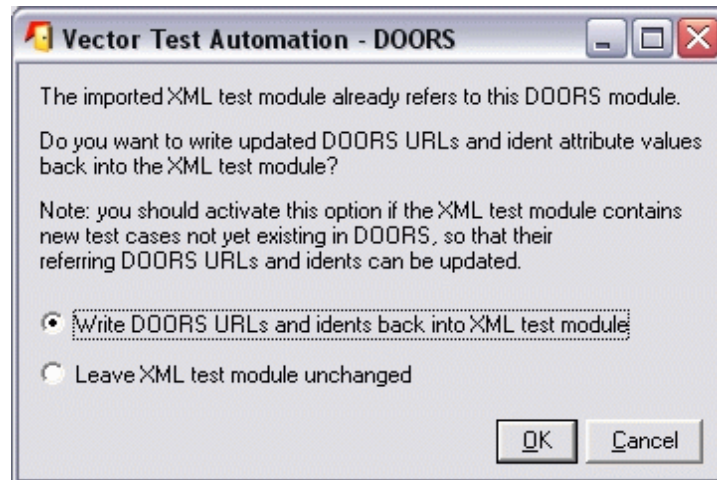 Vector Test Automation - DOORS
The imported XML test module already refers to this DOORS module.
Do you want to write updated DOORS URLs and ident attribute values
back into the XML test module?
Note: you should activate this option if the XML test module contains
new test cases not yet existing in DOORS, so that their
referring DOORS URLs and idents can be updated.
Write DOORS URLs and idents back into XML test module
Leave XML test module unchanged
OK Cancel